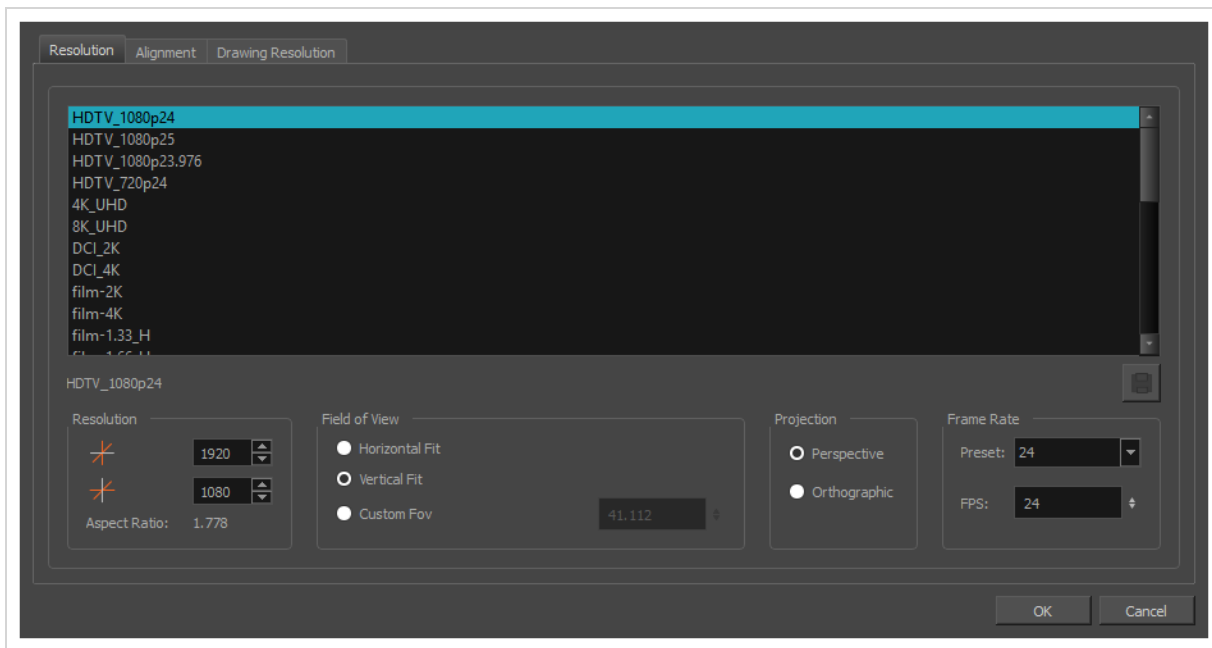 Resolution Alignment Drawing Resolution
HDTV_1080p24
HDTV_1080p25
HDTV_1080p23.976
HDTV_720p24
4K_UHD
8K_UHD
DCI_2K
DCI_4K
film-2K
film-4K
film-1.33_H
HDTV_1080p24
Resolution Field of View Projection Frame Rate
1920 Horizontal Fit Perspective Preset: 24
Vertical Fit
1080 Orthographic
Custom Fov 41.112 FPS: 24
Aspect Ratio: 1.778
OK Cancel